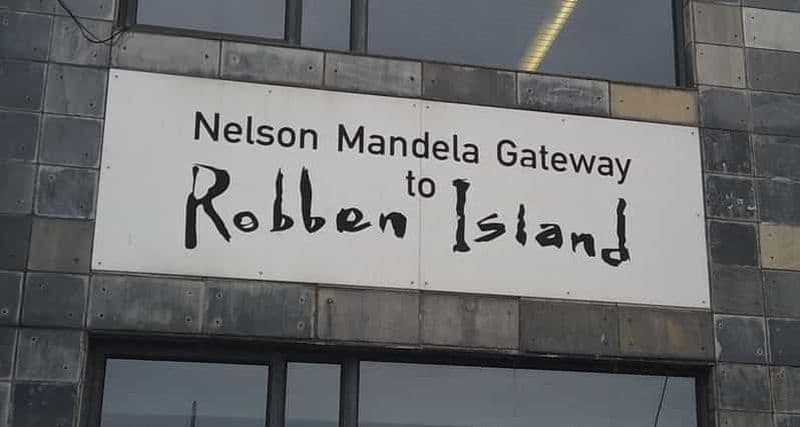 Nelson Mandela Gateway
to
Robben Island